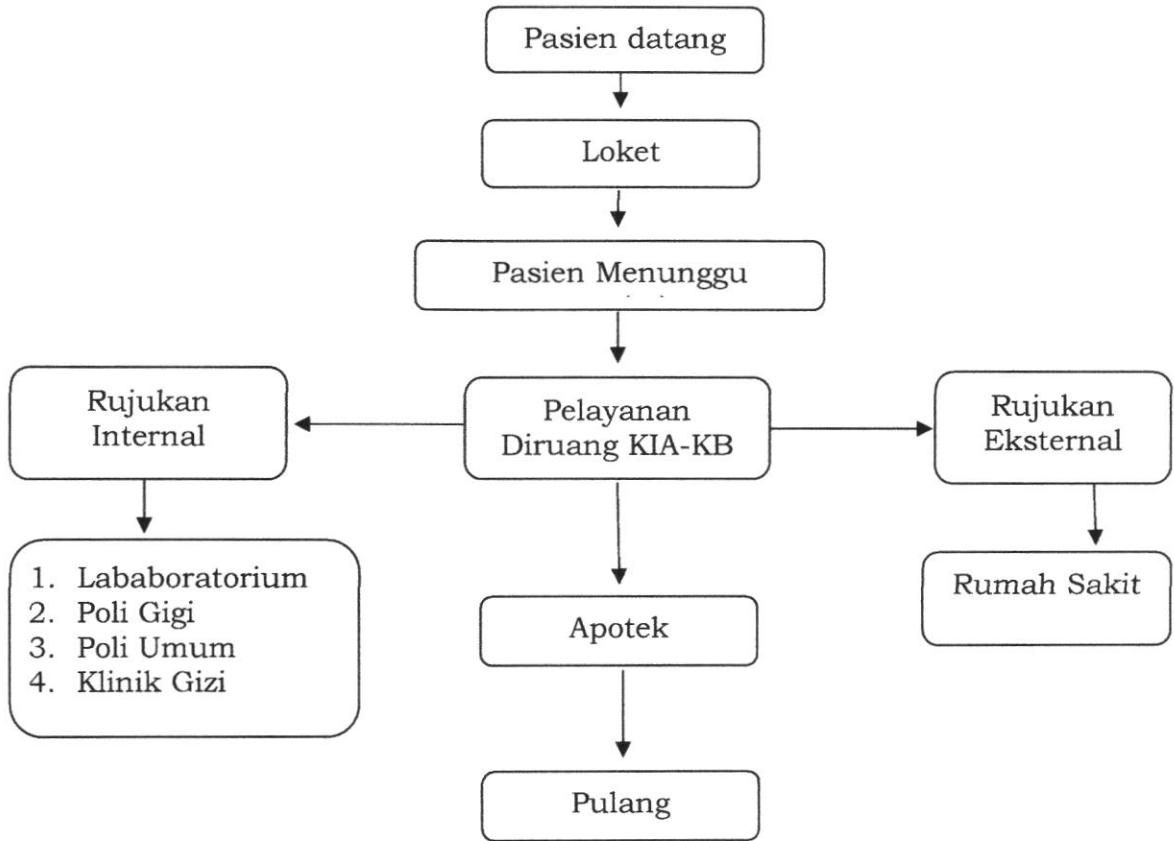 Pasien datang
Loket
Pasien Menunggu
Rujukan
Internal
Pelayanan
Diruang KIA-KB
Rujukan
Eksternal
1. Lababoratorium
2. Poli Gigi
3. Poli Umum
4. Klinik Gizi
Apotek
Rumah Sakit
Pulang